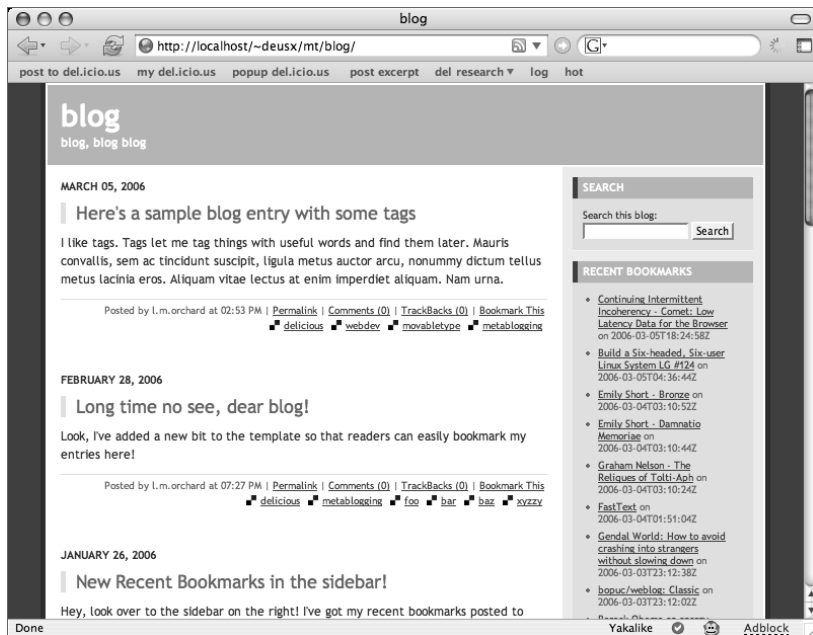 blog
http://localhost/~deusx/mt/blog/
G
post to del.icio.us my del.icio.us popup del.icio.us post excerpt del research log hot
blog
blog, blog blog
MARCH 05, 2006
Here's a sample blog entry with some tags
I like tags. Tags let me tag things with useful words and find them later. Mauris
convallis, sem ac tincidunt suscipit, ligula metus auctor arcu, nonummy dictum tellus
metus lacinia eros. Aliquam vitae lectus at enim imperdiet aliquam. Nam urna.
Posted by l.m.orchard at 02:53 PM | Permalink | Comments (0) | TrackBacks (0) | Bookmark This
delicious webdev movabletype metablogging
FEBRUARY 28, 2006
Long time no see, dear blog!
Look, I've added a new bit to the template so that readers can easily bookmark my
entries here!
Posted by l.m.orchard at 07:27 PM | Permalink | Comments (0) | TrackBacks (0) | Bookmark This
delicious metablogging foo bar baz xyzzy
JANUARY 26, 2006
New Recent Bookmarks in the sidebar!
Hey, look over to the sidebar on the right! I've got my recent bookmarks posted to
SEARCH
Search this blog:
Search
RECENT BOOKMARKS
Continuing Intermittent
Incoherency - Comet: Low
Latency Data for the Browser
on 2006-03-05T18:24:58Z
Build a Six-headed, Six-user
Linux System LG #124 on
2006-03-05T04:36:44Z
Emily Short - Bronze on
2006-03-04T03:10:52Z
Emily Short - Damnatio
Memoriae on
2006-03-04T03:10:44Z
Graham Nelson - The
Reliques of Tolti-Aph on
2006-03-04T03:10:24Z
FastText on
2006-03-04T01:51:04Z
Gendal World: How to avoid
crashing into strangers
without slowing down on
2006-03-03T23:12:38Z
bopuc/weblog: Classic on
2006-03-03T23:12:02Z
Done
Yakalike
Adblock